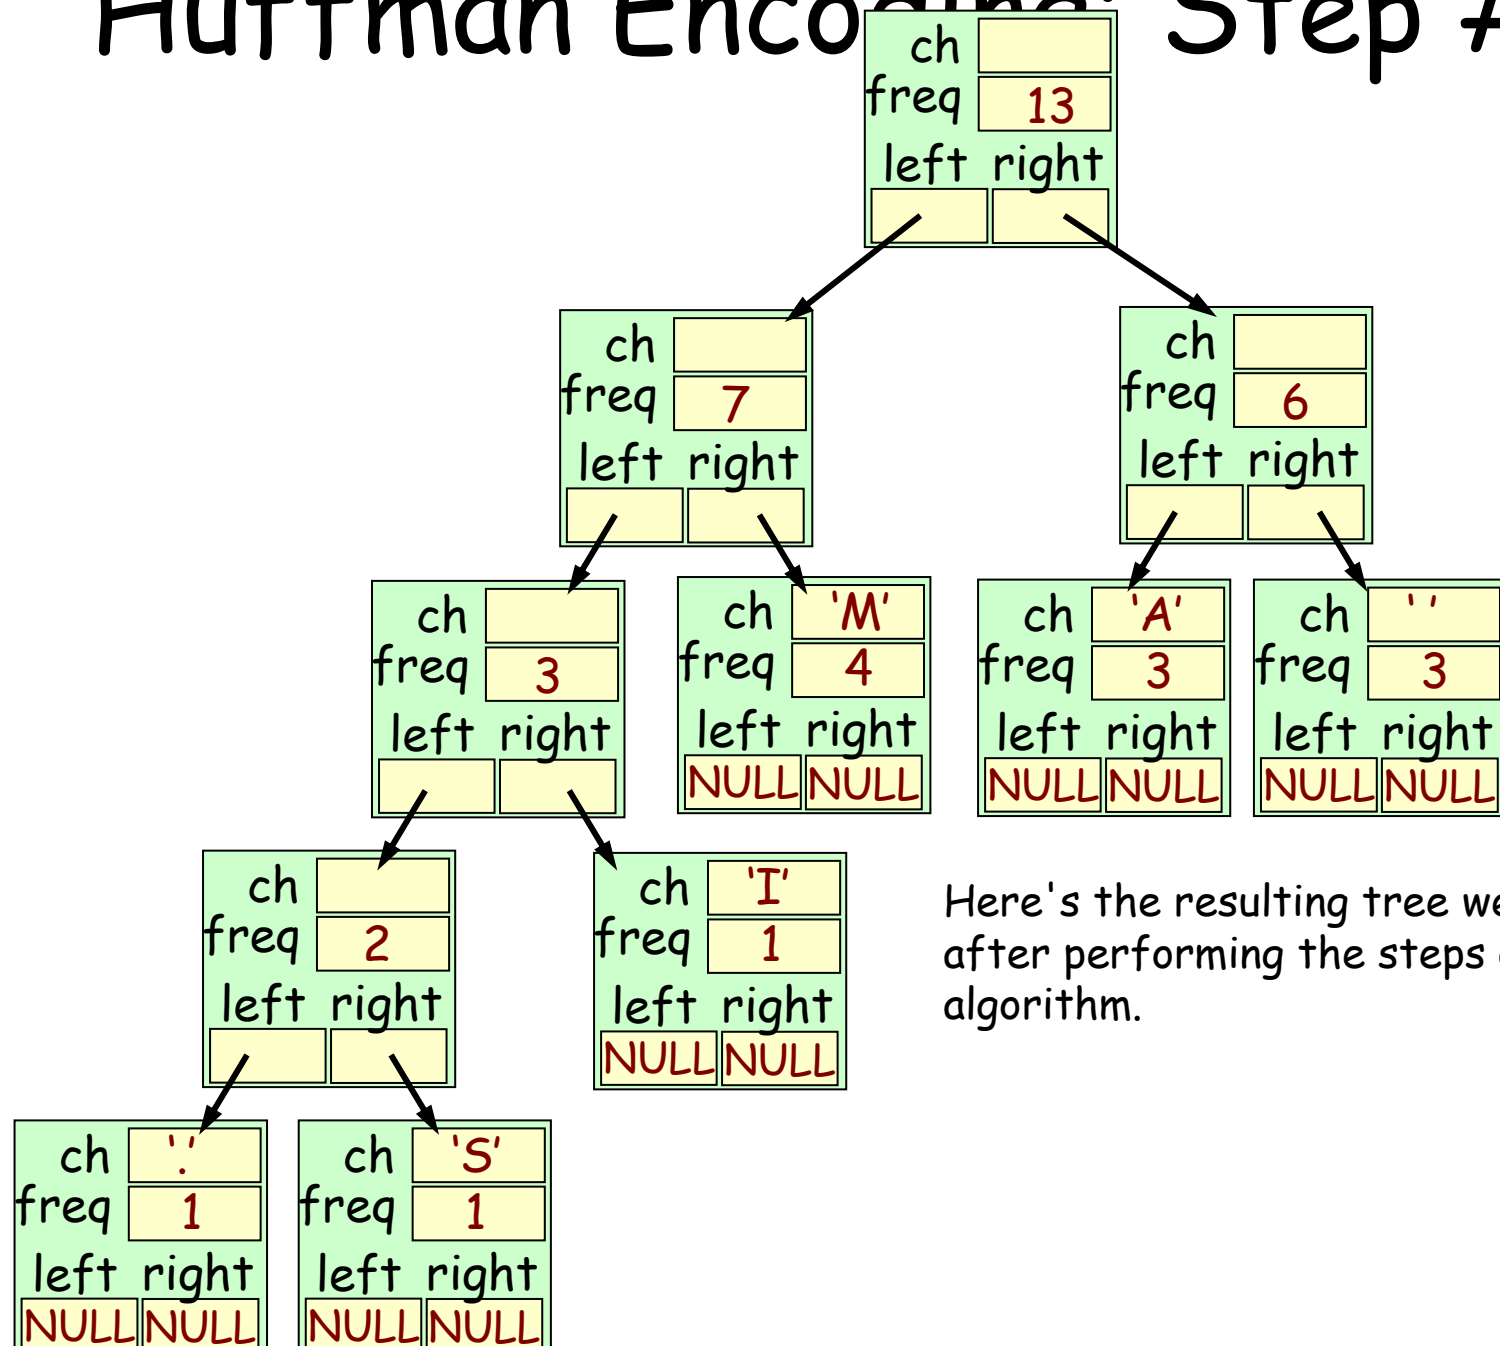 Huffman Encoding: Step #
ch
freq 13
left right
ch
freq 7
left right
ch
freq 6
left right
ch
freq 3
left right
ch 'M'
freq 4
left right
NULL NULL
ch 'A'
freq 3
left right
NULL NULL
ch ' '
freq 3
left right
NULL NULL
ch
freq 2
left right
ch 'I'
freq 1
left right
NULL NULL
Here's the resulting tree we
after performing the steps
algorithm.
ch '.'
freq 1
left right
NULL NULL
ch 'S'
freq 1
left right
NULL NULL